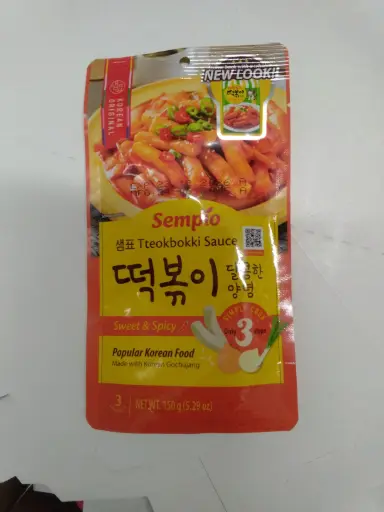 NEW LOOK!
KOREAN
ORIGINAL
Sempio
샘표 Tteokbokki Sauce
떡볶이
달콤한
양념
Sweet & Spicy
Only 3 steps
Popular Korean Food
Made with Korean Gochujang
3
NET WT. 150 g (5.29 oz)